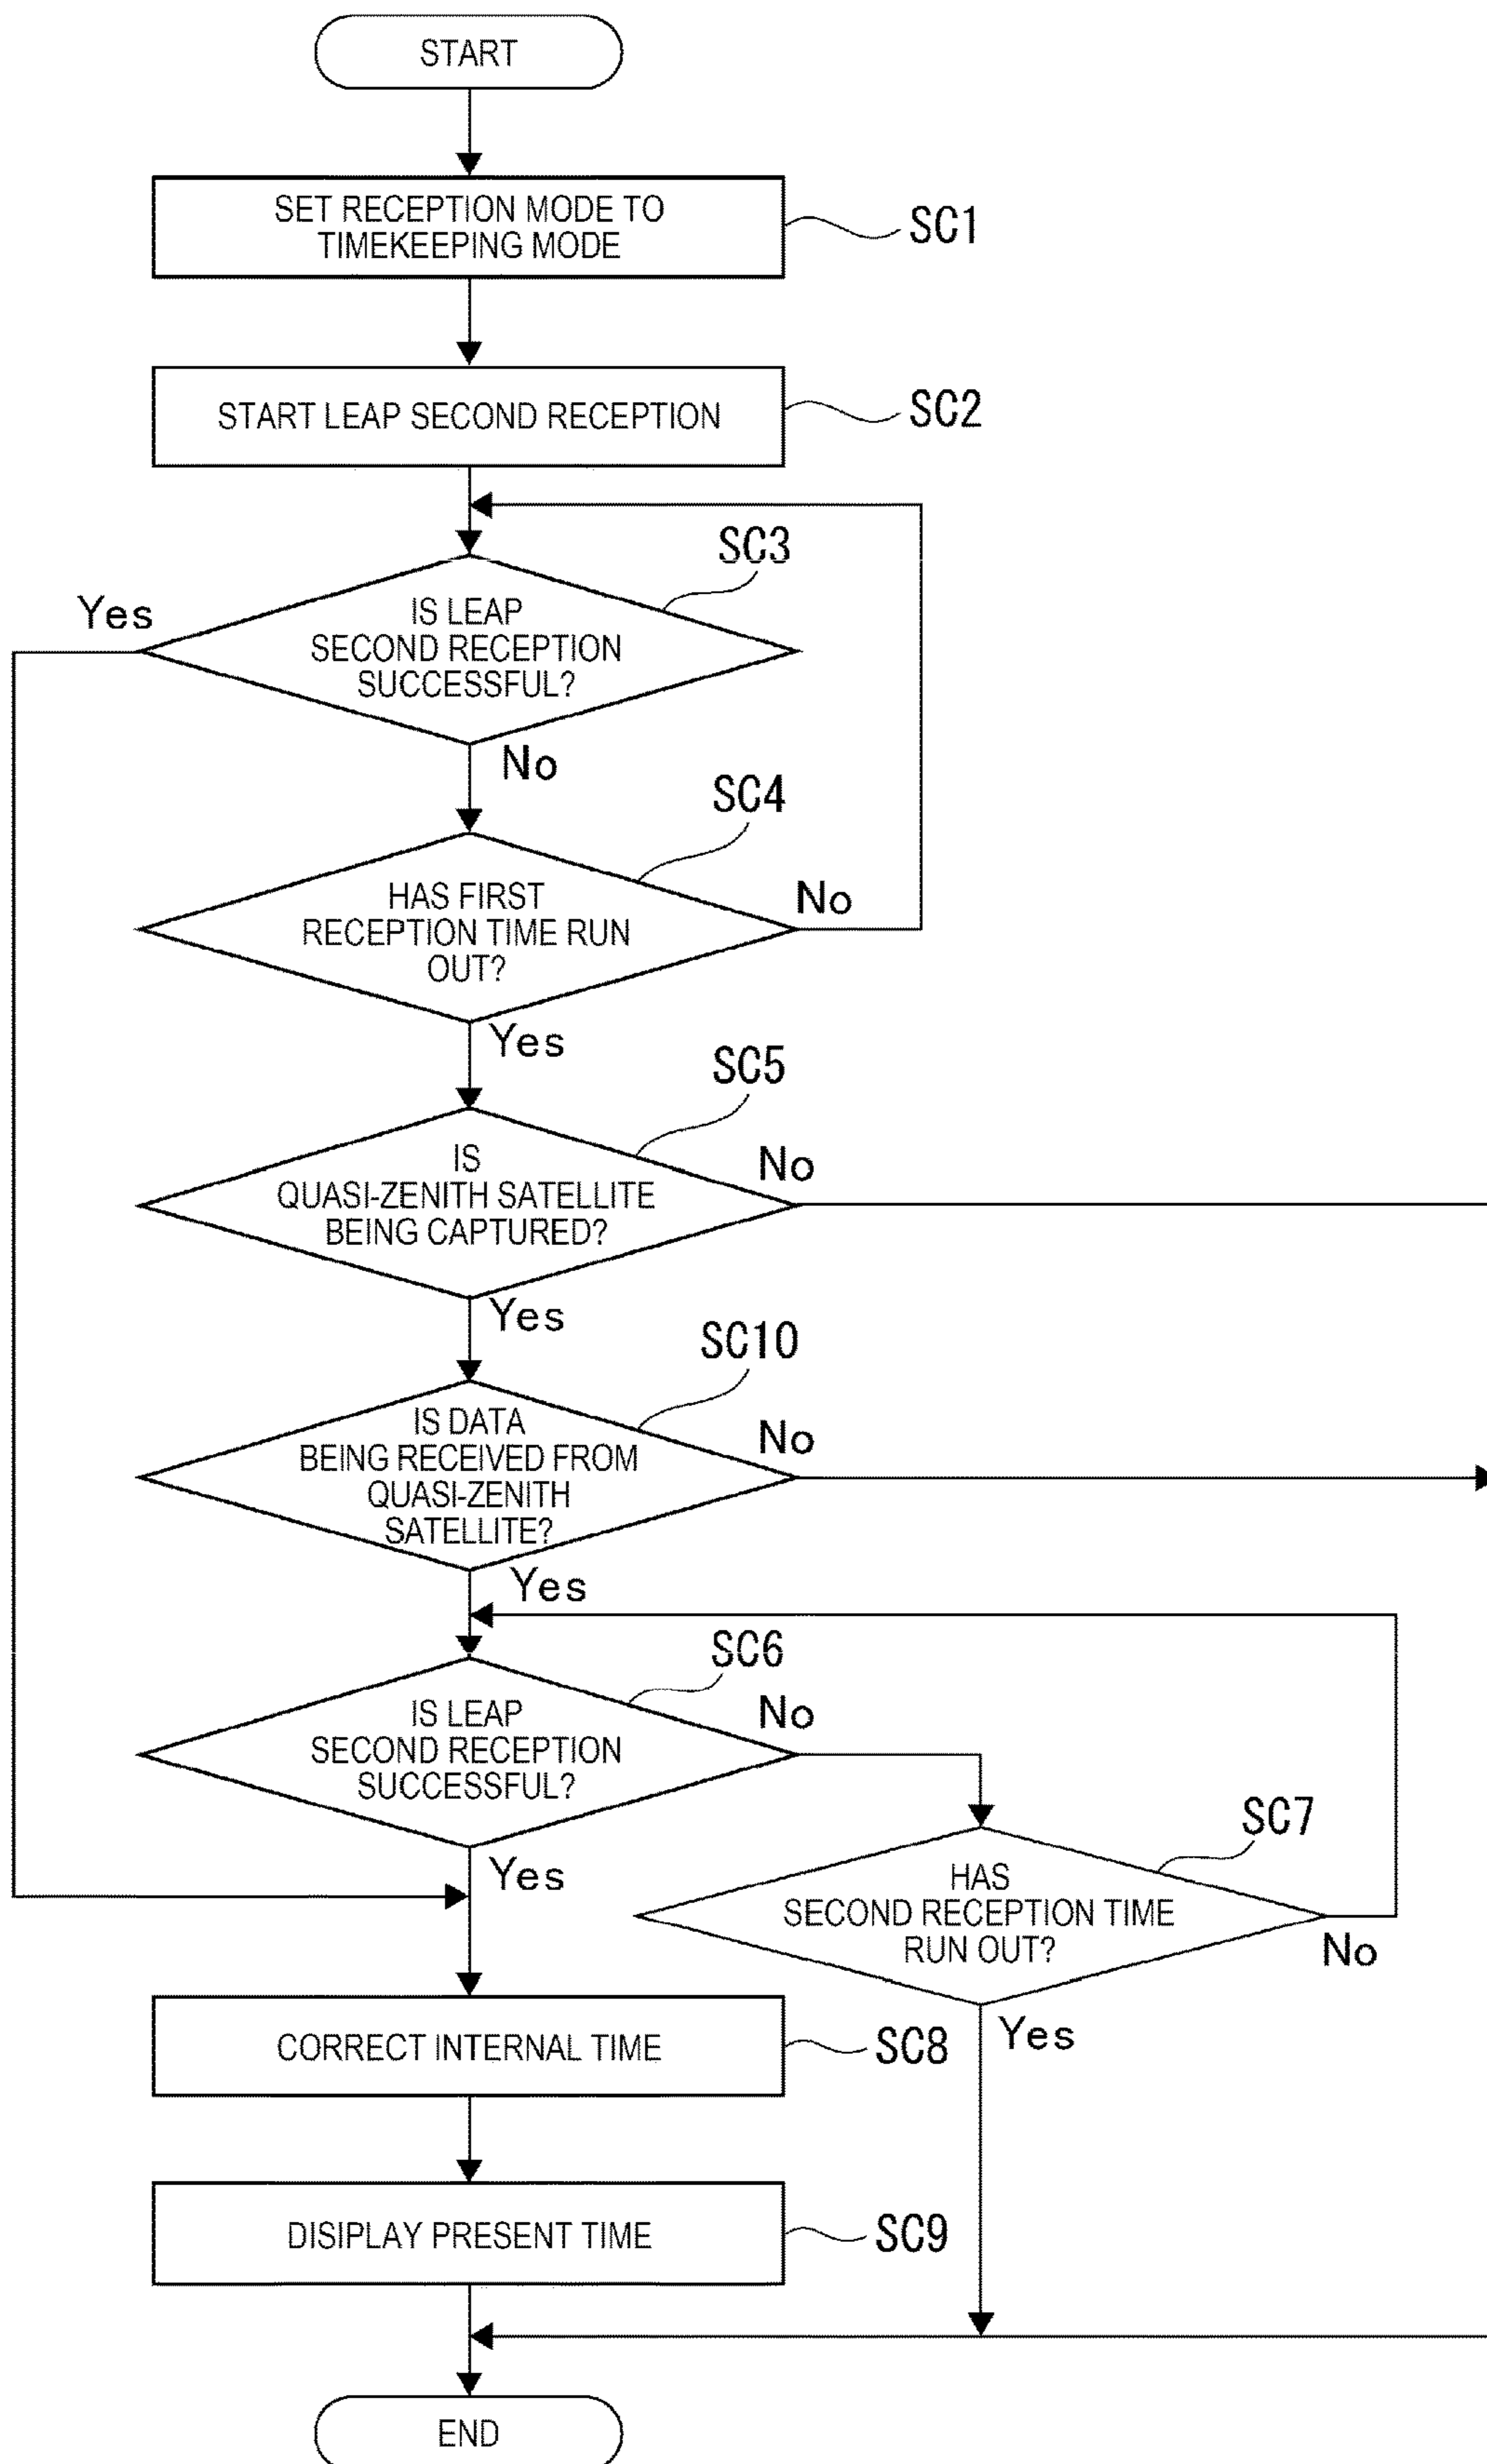 START
SET RECEPTION MODE TO
TIMEKEEPING MODE
SC1
START LEAP SECOND RECEPTION
SC2
SC3
Yes
IS LEAP
SECOND RECEPTION
SUCCESSFUL?
No
SC4
HAS FIRST
RECEPTION TIME RUN
OUT?
No
Yes
SC5
IS
QUASI-ZENITH SATELLITE
BEING CAPTURED?
No
Yes
SC10
IS DATA
BEING RECEIVED FROM
QUASI-ZENITH
SATELLITE?
No
Yes
SC6
IS LEAP
SECOND RECEPTION
SUCCESSFUL?
No
Yes
SC7
HAS
SECOND RECEPTION TIME
RUN OUT?
No
Yes
CORRECT INTERNAL TIME
SC8
DISIPLAY PRESENT TIME
SC9
END